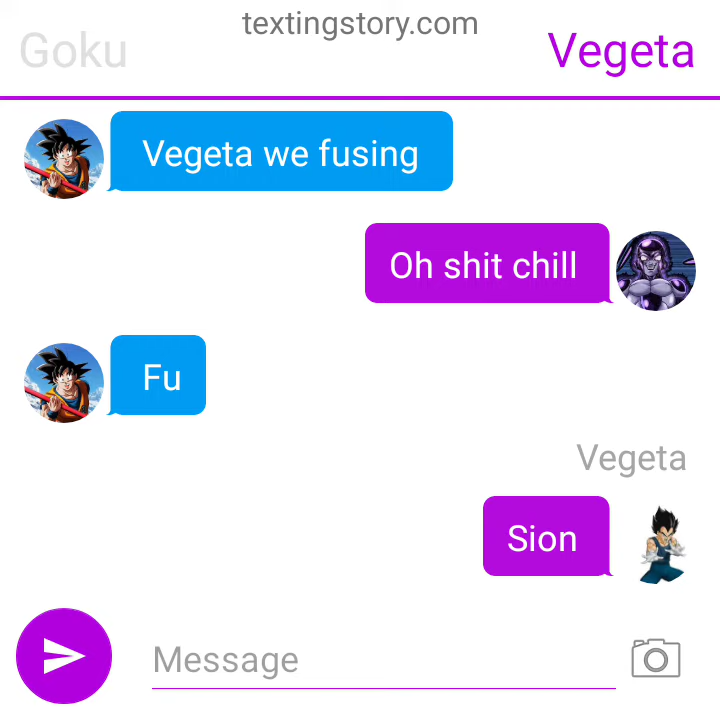 textingstory.com
Goku
Vegeta
Vegeta we fusing
Oh shit chill
Fu
Vegeta
Sion
Message